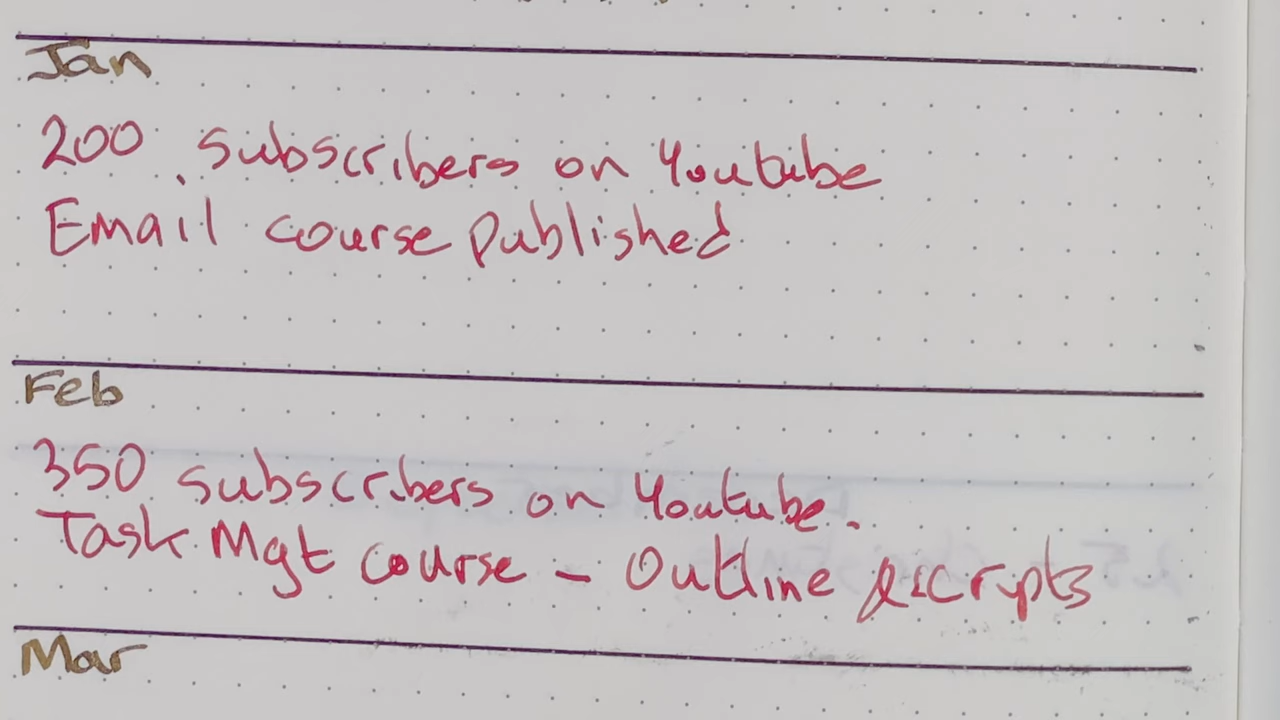 Jan
200 subscribers on Youtube
Email course published
Feb
350 subscribers on Youtube.
Task Mgt course - Outline & scripts
Mar